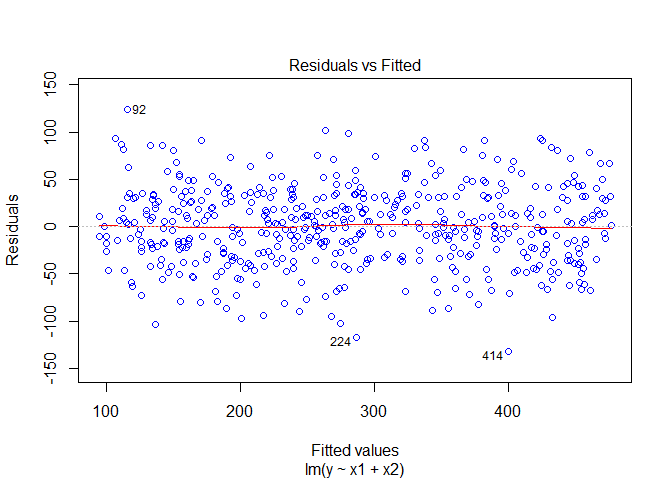 Residuals vs Fitted
150
100
50
0
-50
-100
-150
Residuals
92
224
414
100 200 300 400
Fitted values
lm(y ~ x1 + x2)